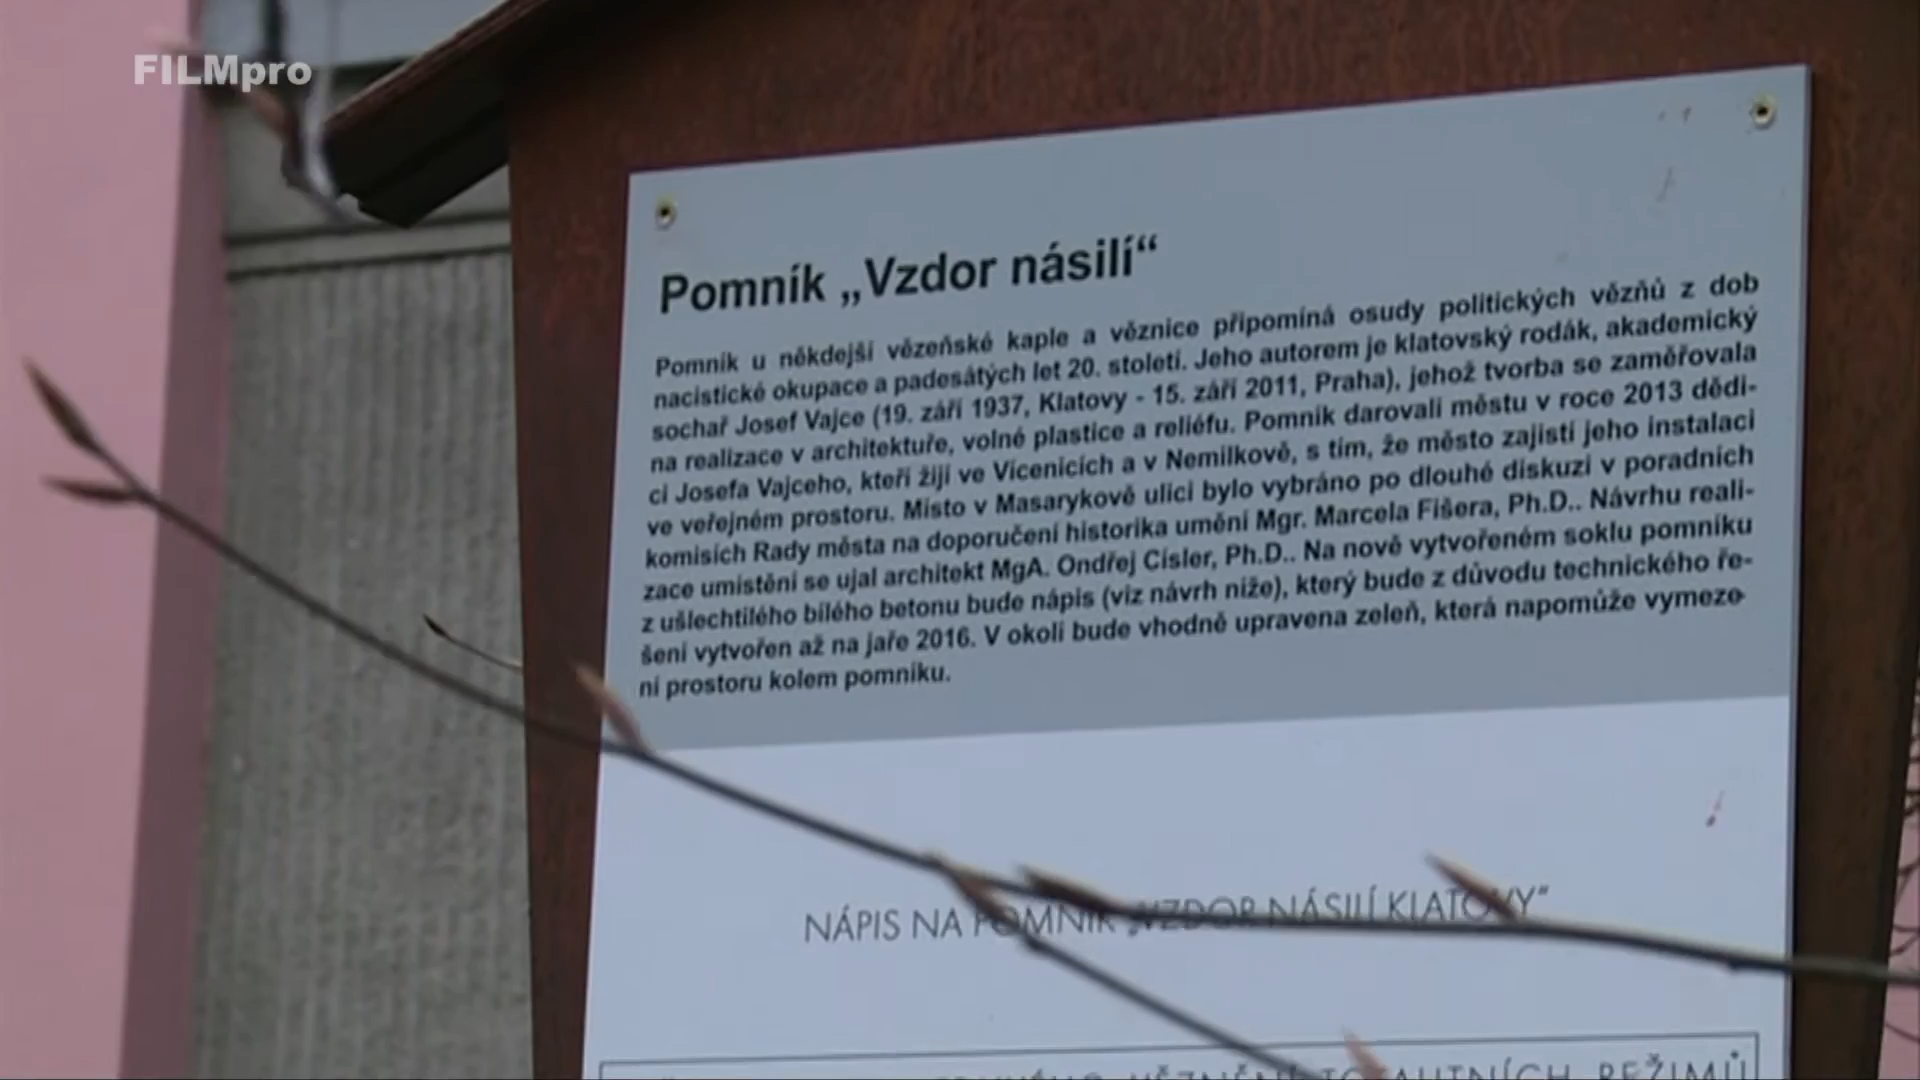 FILMpro
Pomník „Vzdor násilí“
Pomník u někdejší vězeňské kaple a věznice připomíná osudy politických vězňů z dob
nacistické okupace a padesátých let 20. století. Jeho autorem je klatovský rodák, akademický
sochař Josef Vajce (19. září 1937, Klatovy - 15. září 2011, Praha), jehož tvorba se zaměřovala
na realizace v architektuře, volné plastice a reliéfu. Pomník darovali městu v roce 2013 dědi-
ci Josefa Vajceho, kteří žijí ve Vícenicích a v Nemilkově, s tím, že město zajistí jeho instalaci
ve veřejném prostoru. Místo v Masarykově ulici bylo vybráno po dlouhé diskuzi v poradních
komisích Rady města na doporučení historika umění Mgr. Marcela Fišera, Ph.D.. Návrhu reali-
zace umístění se ujal architekt MgA. Ondřej Císler, Ph.D.. Na nově vytvořeném soklu pomníku
z ušlechtilého bílého betonu bude nápis (viz návrh níže), který bude z důvodu technického ře-
šení vytvořen až na jaře 2016. V okolí bude vhodně upravena zeleň, která napomůže vymeze-
ní prostoru kolem pomníku.
NÁPIS NA POMNÍK „VZDOR NÁSILÍ KLATOVY“
VĚZNĚNÍ TOTALITNÍCH REŽIMŮ